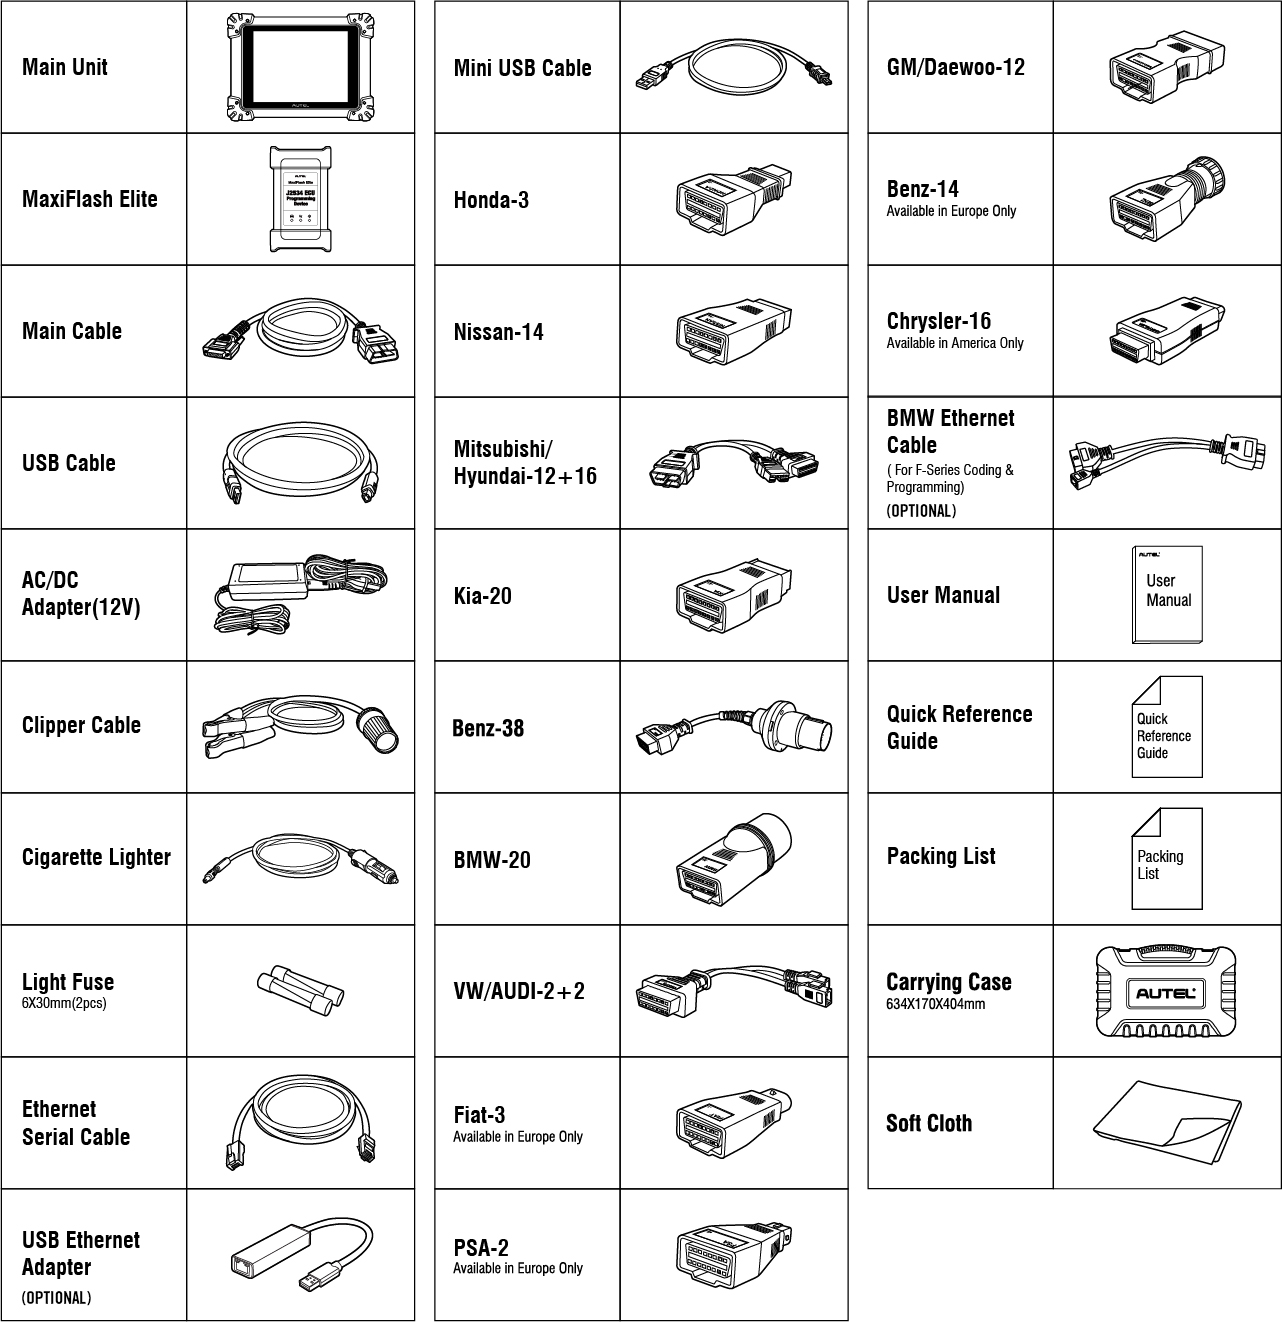 Main Unit
AUTEL
MaxiFlash Elite
AUTEL
MaxiFlash Elite
J2534 ECU
Programming
Device
Main Cable
USB Cable
AC/DC
Adapter(12V)
Clipper Cable
Cigarette Lighter
Light Fuse
6X30mm(2pcs)
Ethernet
Serial Cable
USB Ethernet
Adapter
(OPTIONAL)
Mini USB Cable
Honda-3
Nissan-14
Mitsubishi/
Hyundai-12+16
Kia-20
Benz-38
BMW-20
VW/AUDI-2+2
Fiat-3
Available in Europe Only
PSA-2
Available in Europe Only
GM/Daewoo-12
Benz-14
Available in Europe Only
Chrysler-16
Available in America Only
BMW Ethernet
Cable
( For F-Series Coding &
Programming)
(OPTIONAL)
User Manual
AUTEL
User
Manual
Quick Reference
Guide
Quick
Reference
Guide
Packing List
Packing
List
Carrying Case
634X170X404mm
AUTEL
Soft Cloth